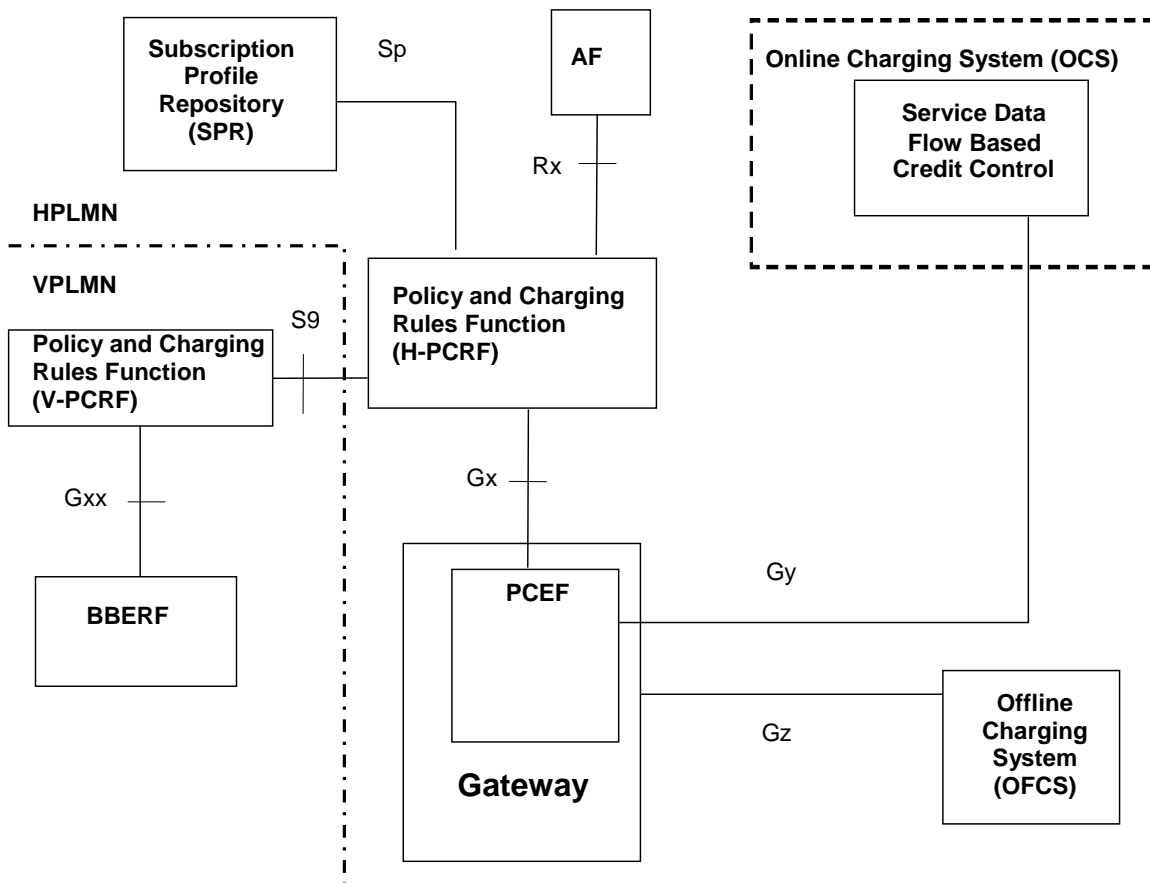 Subscription
Profile
Repository
(SPR)
Sp
AF
Online Charging System (OCS)
Service Data
Flow Based
Credit Control
Rx
HPLMN
VPLMN
S9
Policy and Charging
Rules Function
(H-PCRF)
Policy and Charging
Rules Function
(V-PCRF)
Gx
Gxx
PCEF
Gy
BBERF
Gz
Offline
Charging
System
(OFCS)
Gateway